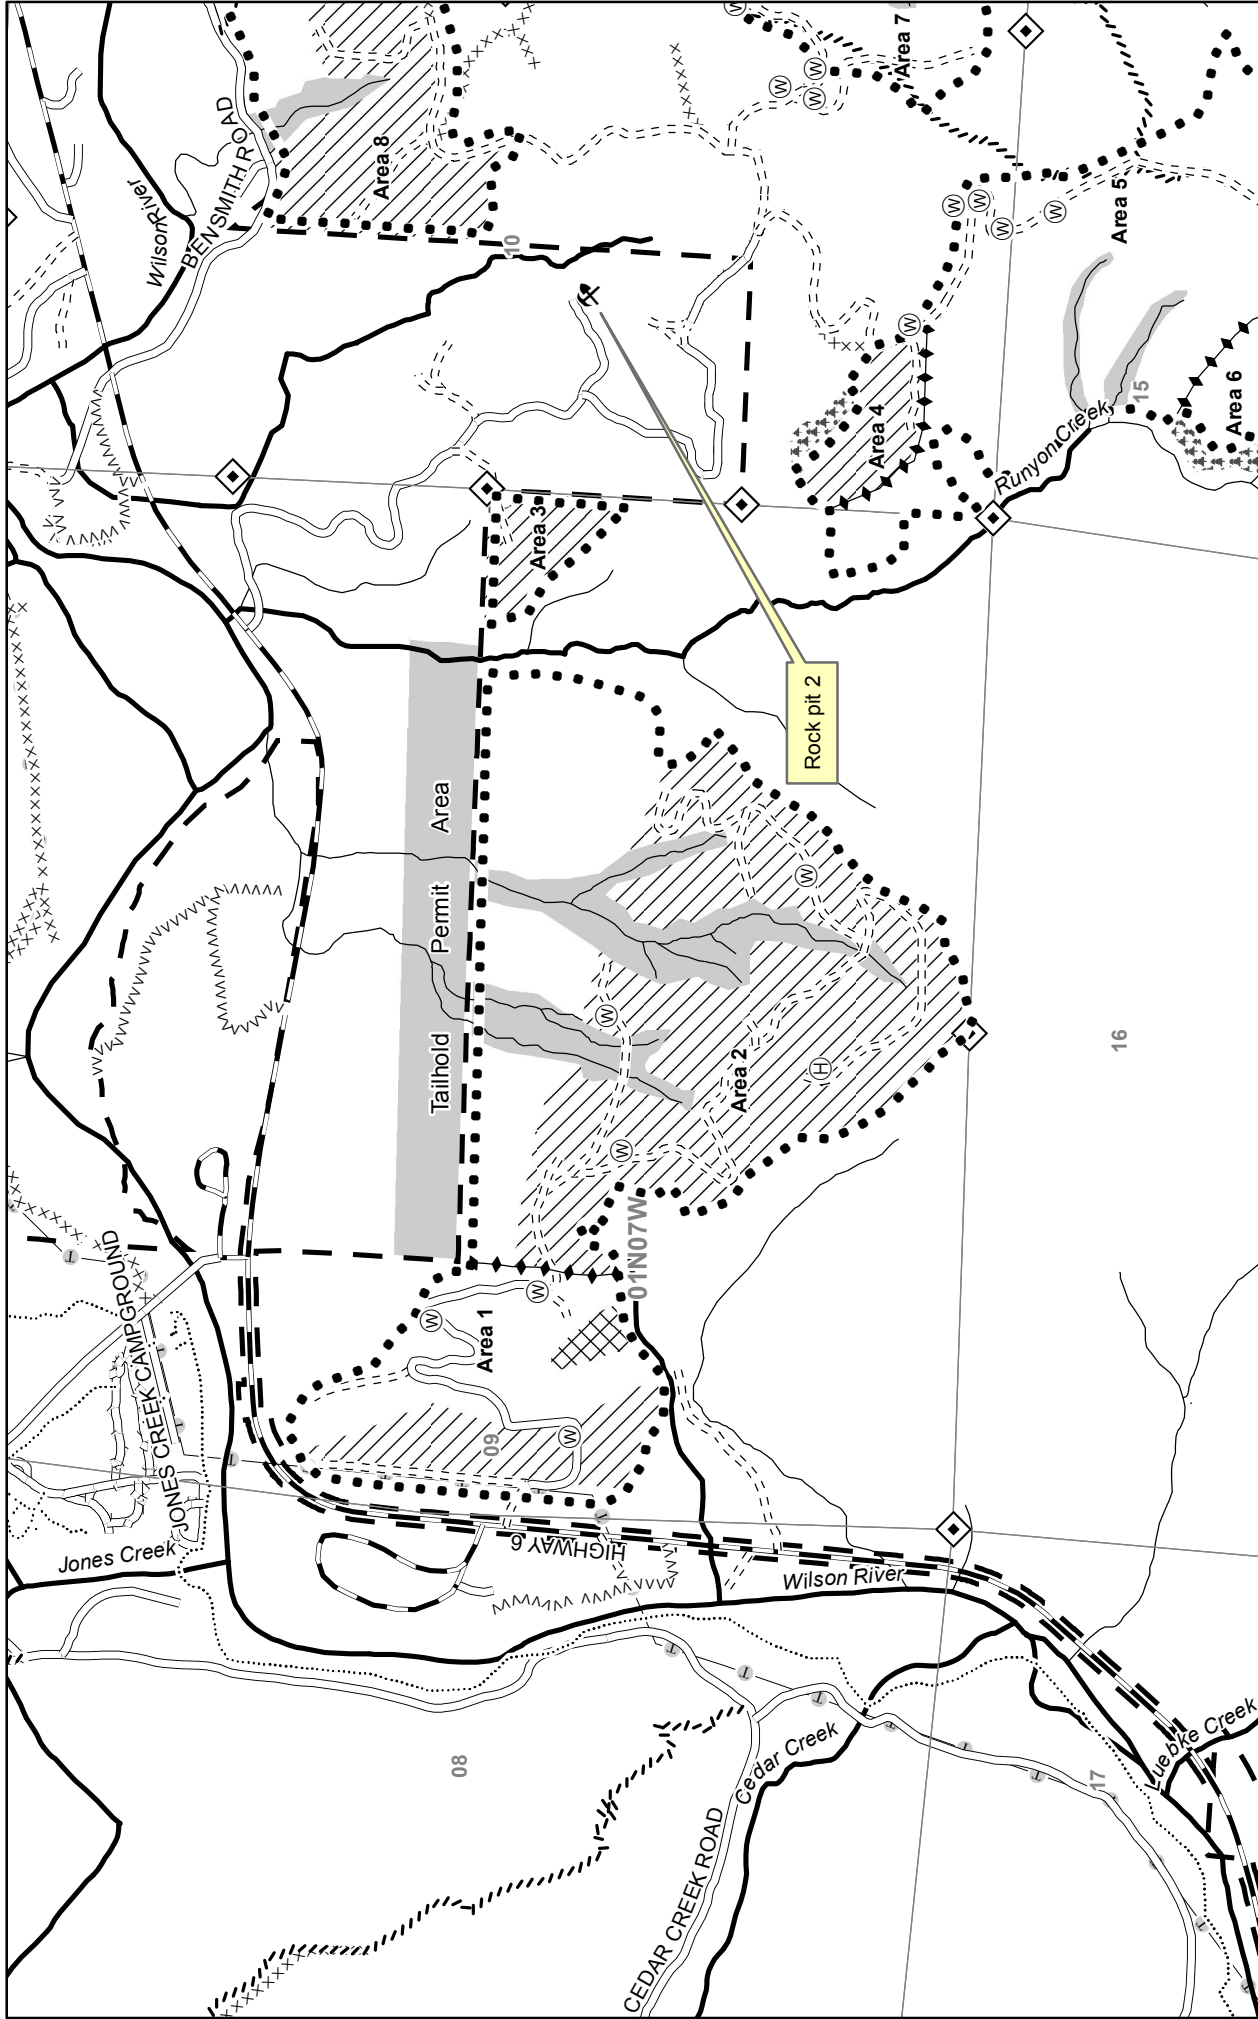 Wilson River
BEN SMITH ROAD
Area 8
Area 7
10
Area 5
Area 4
Runyon Creek
15
Area 6
Area 3
Rock pit 2
Tailhold Permit Area
Area 2
16
H
W
W
W
W
W
W
W
W
W
W
W
W
W
W
01N07W
Area 1
09
JONES CREEK CAMPGROUND
Jones Creek
HIGHWAY 6
Wilson River
08
Cedar Creek
CEDAR CREEK ROAD
17
Luebke Creek